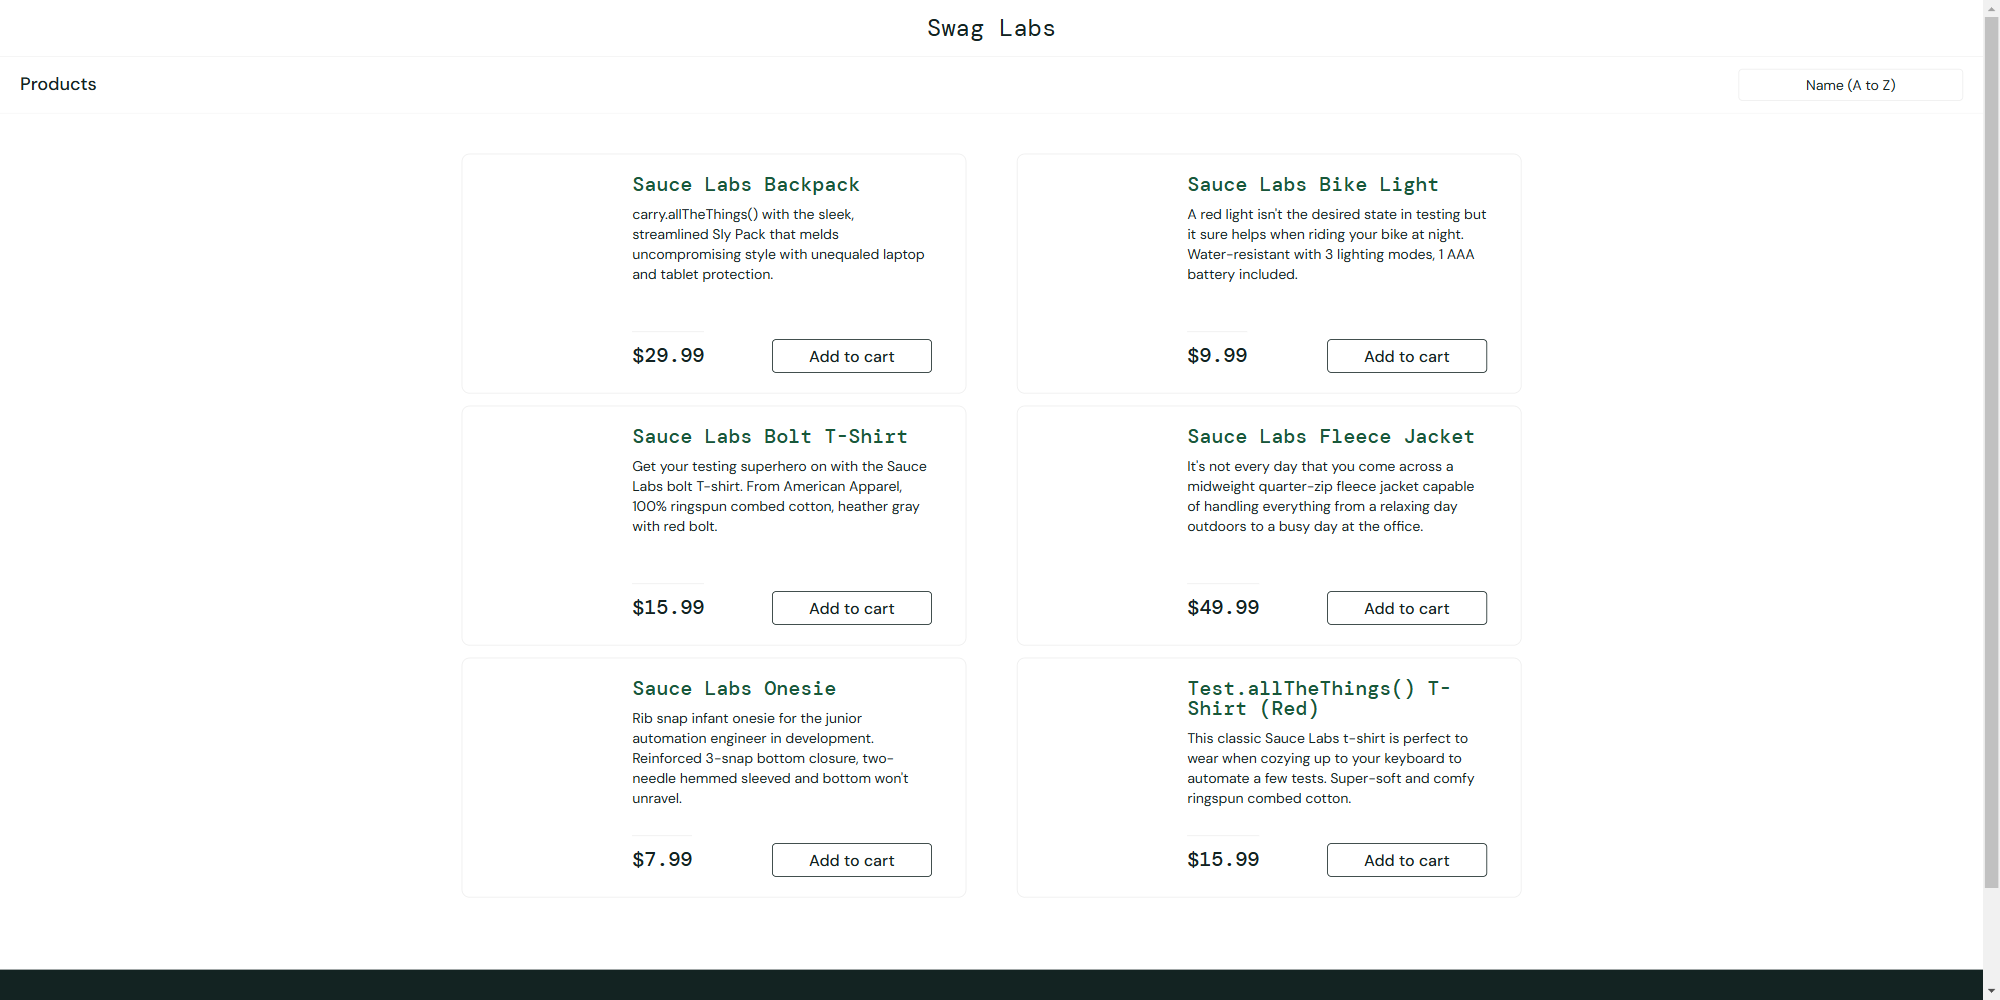 Swag Labs
Products
Name (A to Z)
Sauce Labs Backpack
carry.allTheThings() with the sleek,
streamlined Sly Pack that melds
uncompromising style with unequaled laptop
and tablet protection.
$29.99
Add to cart
Sauce Labs Bike Light
A red light isn't the desired state in testing but
it sure helps when riding your bike at night.
Water-resistant with 3 lighting modes, 1 AAA
battery included.
$9.99
Add to cart
Sauce Labs Bolt T-Shirt
Get your testing superhero on with the Sauce
Labs bolt T-shirt. From American Apparel,
100% ringspun combed cotton, heather gray
with red bolt.
$15.99
Add to cart
Sauce Labs Fleece Jacket
It's not every day that you come across a
midweight quarter-zip fleece jacket capable
of handling everything from a relaxing day
outdoors to a busy day at the office.
$49.99
Add to cart
Sauce Labs Onesie
Rib snap infant onesie for the junior
automation engineer in development.
Reinforced 3-snap bottom closure, two-
needle hemmed sleeved and bottom won't
unravel.
$7.99
Add to cart
Test.allTheThings() T-
Shirt (Red)
This classic Sauce Labs t-shirt is perfect to
wear when cozying up to your keyboard to
automate a few tests. Super-soft and comfy
ringspun combed cotton.
$15.99
Add to cart